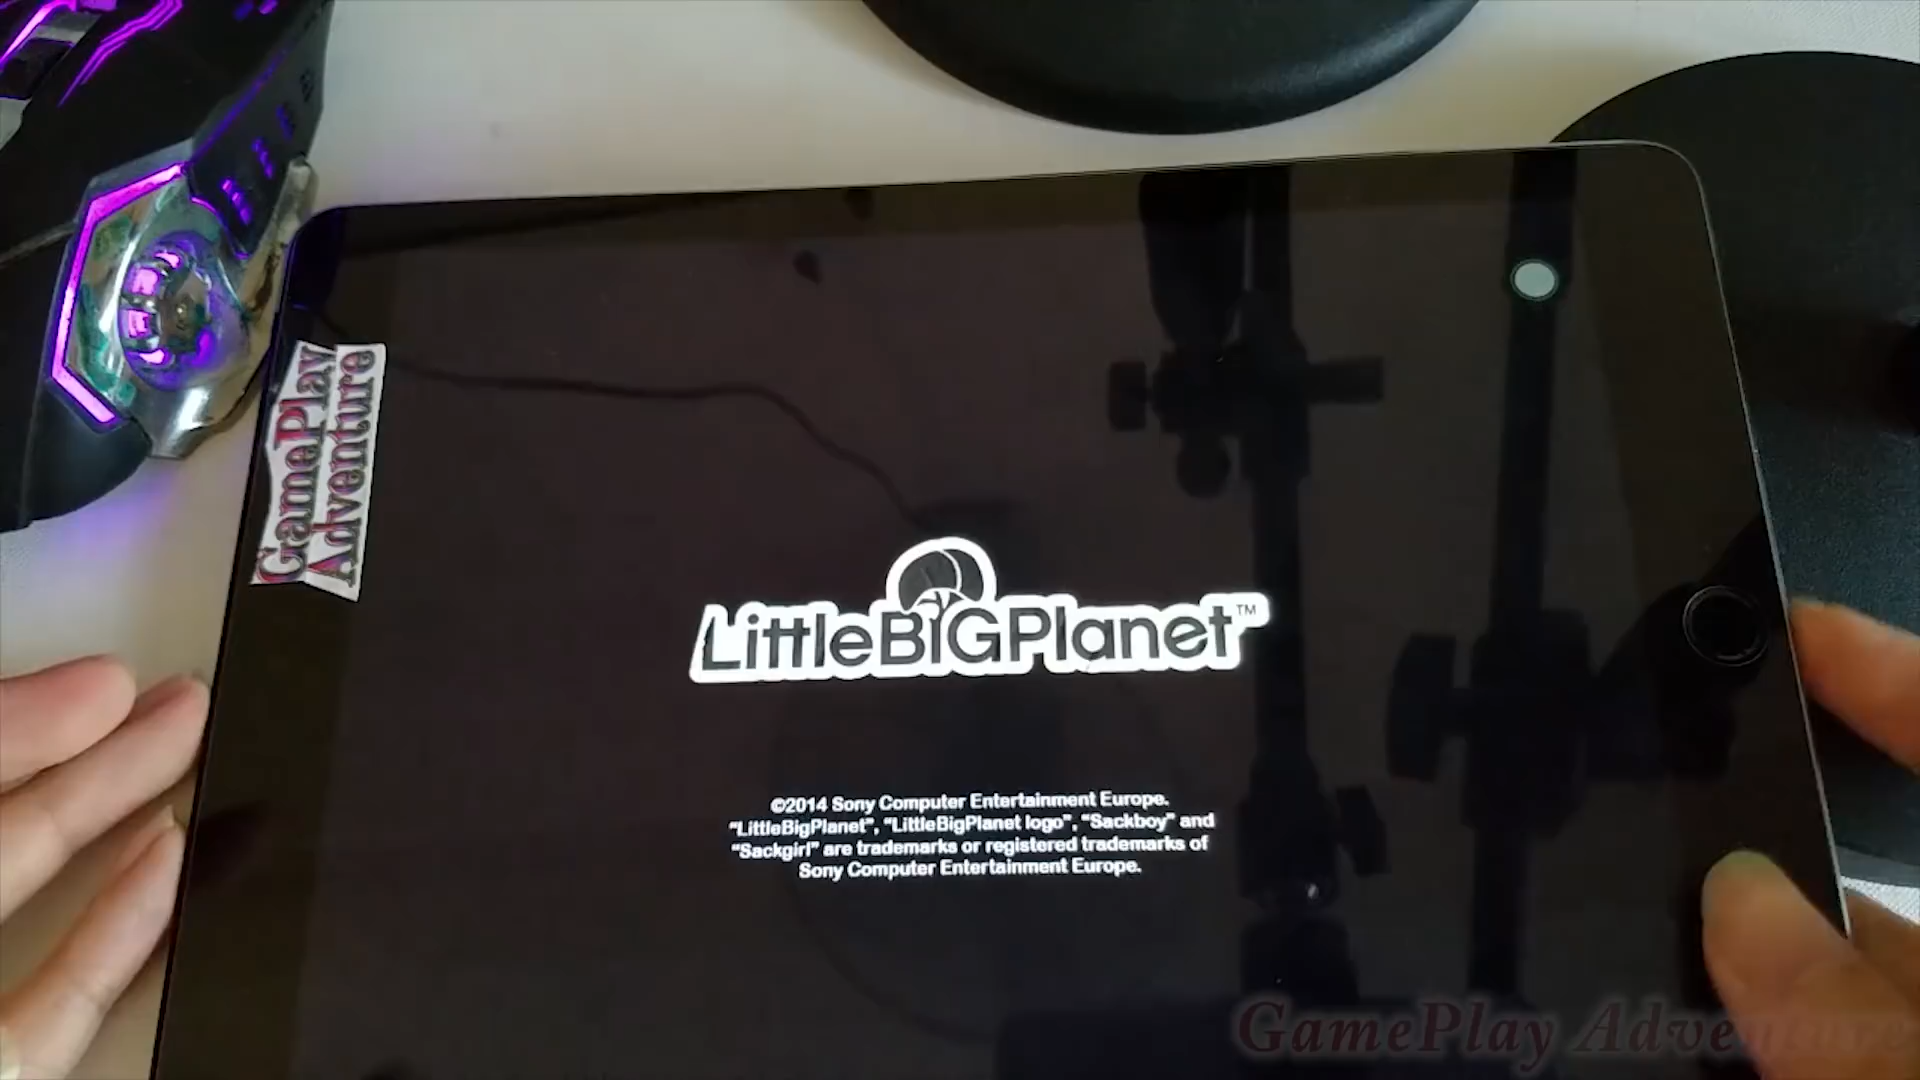 GamePlay
Adventure
LittleBIGPlanet™
©2014 Sony Computer Entertainment Europe.
"LittleBigPlanet", "LittleBigPlanet logo", "Sackboy" and
"Sackgirl" are trademarks or registered trademarks of
Sony Computer Entertainment Europe.
GamePlay Adventure